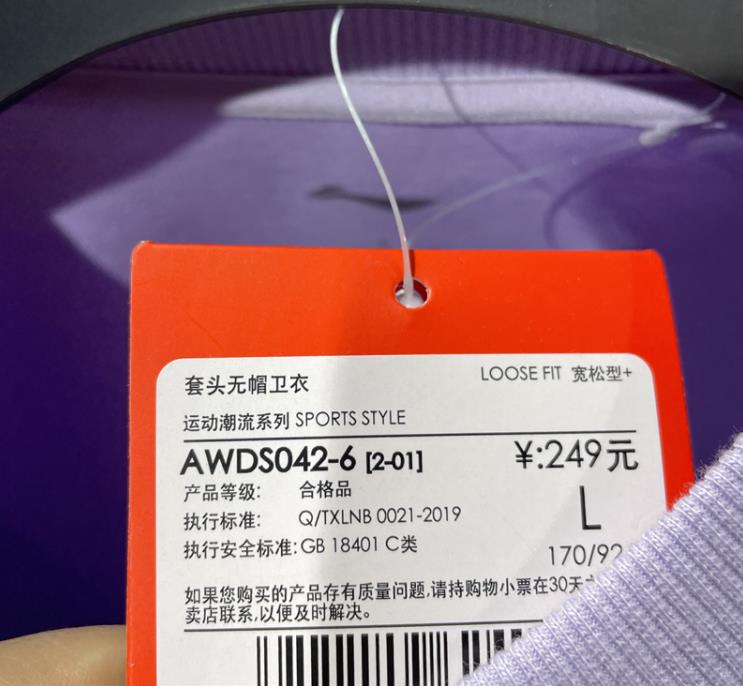 套头无帽卫衣 LOOSE FIT 宽松型+
运动潮流系列 SPORTS STYLE
AWDS042-6 [2-01] ¥:249元
产品等级: 合格品
执行标准: Q/TXLNB 0021-2019 L
执行安全标准: GB 18401 C类 170/92
如果您购买的产品存有质量问题,请持购物小票在30天
卖店联系,以便及时解决。